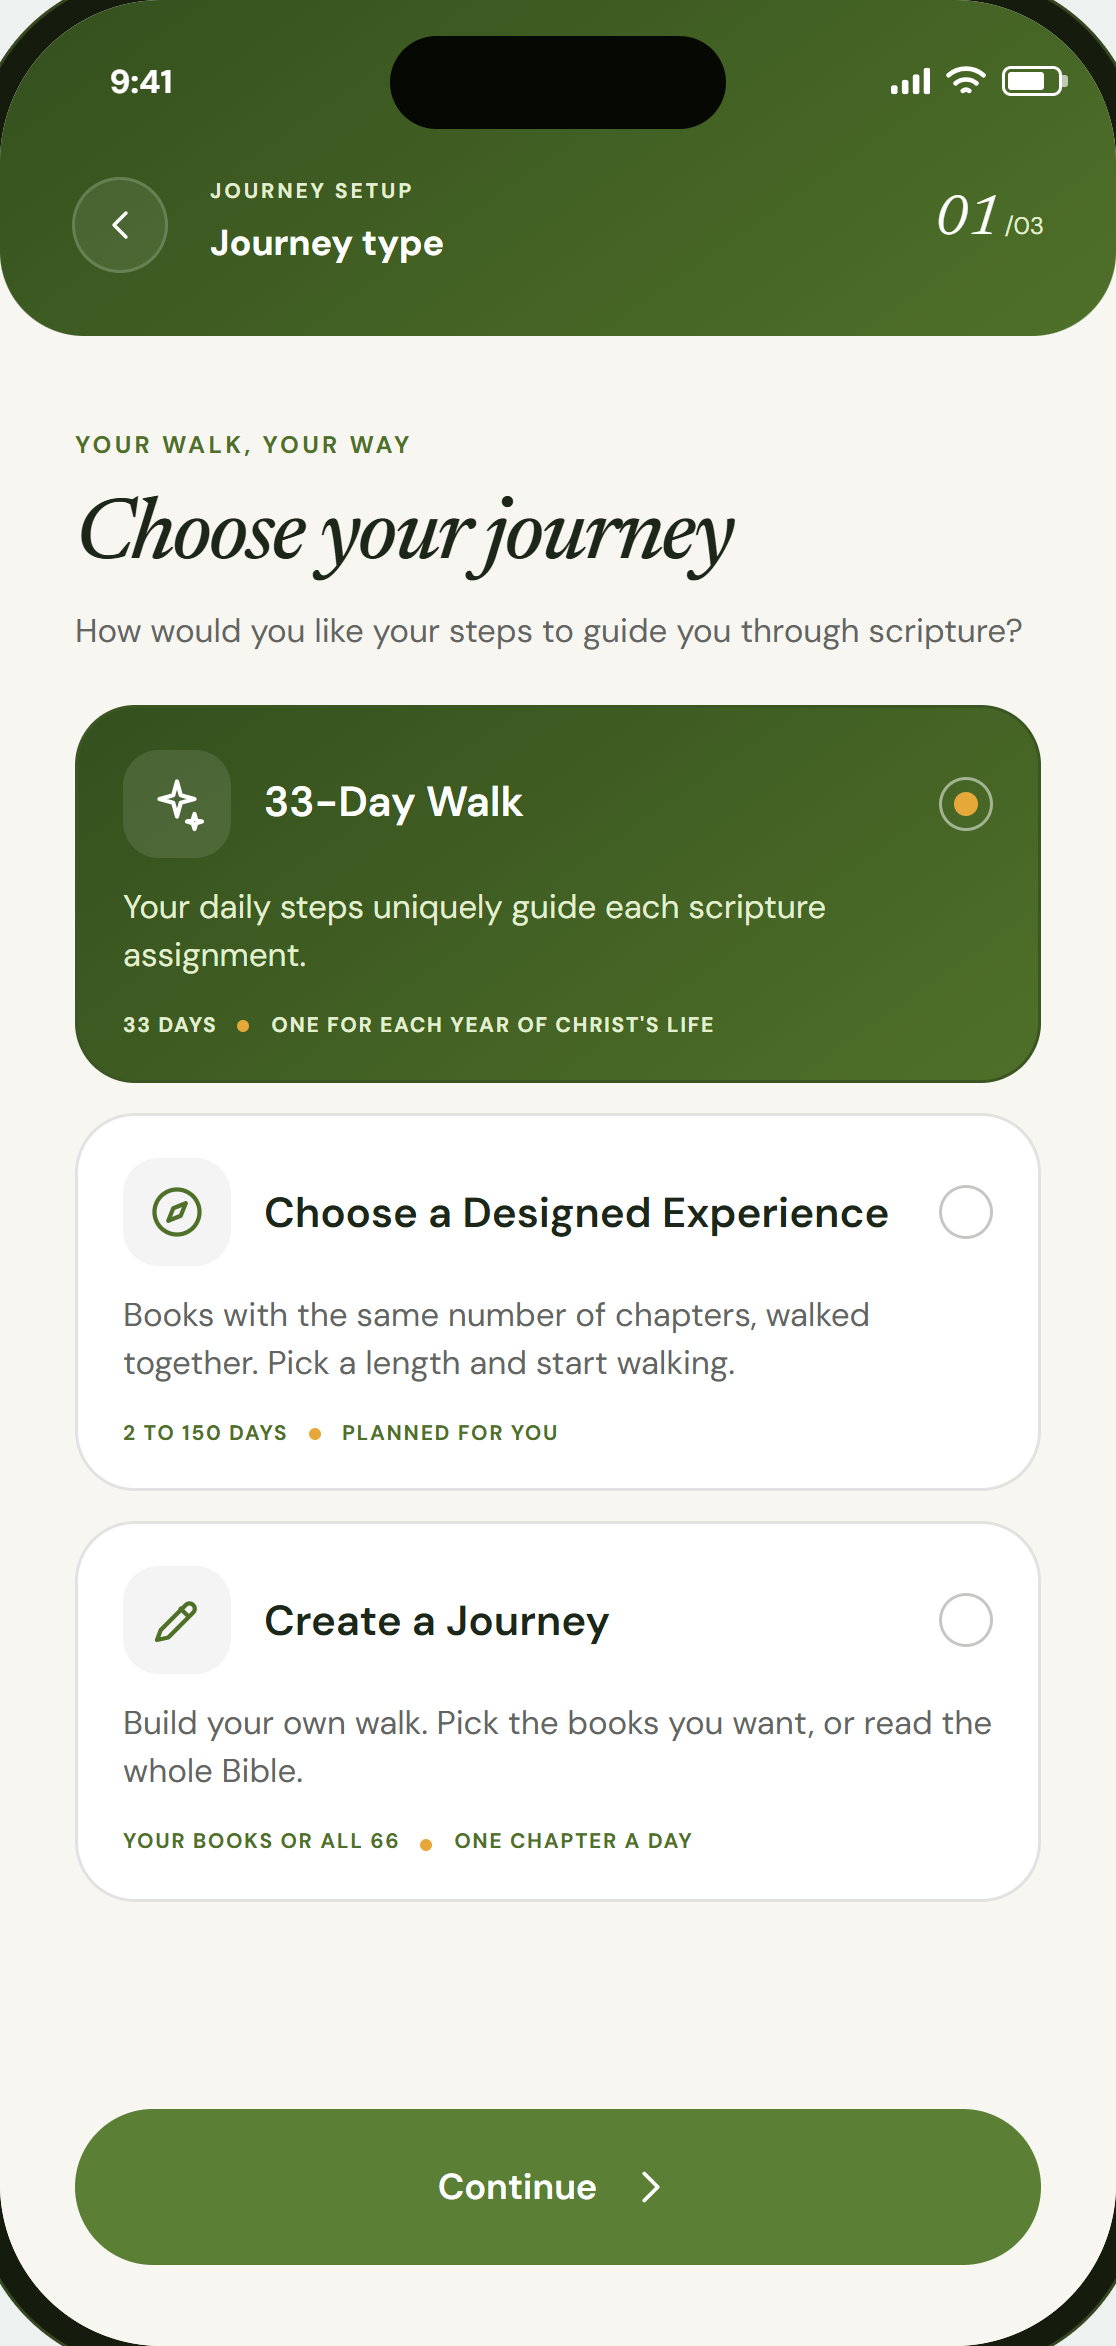 9:41
JOURNEY SETUP
Journey type
01/03
YOUR WALK, YOUR WAY
Choose your journey
How would you like your steps to guide you through scripture?
33-Day Walk
Your daily steps uniquely guide each scripture
assignment.
33 DAYS • ONE FOR EACH YEAR OF CHRIST'S LIFE
Choose a Designed Experience
Books with the same number of chapters, walked
together. Pick a length and start walking.
2 TO 150 DAYS • PLANNED FOR YOU
Create a Journey
Build your own walk. Pick the books you want, or read the
whole Bible.
YOUR BOOKS OR ALL 66 • ONE CHAPTER A DAY
Continue